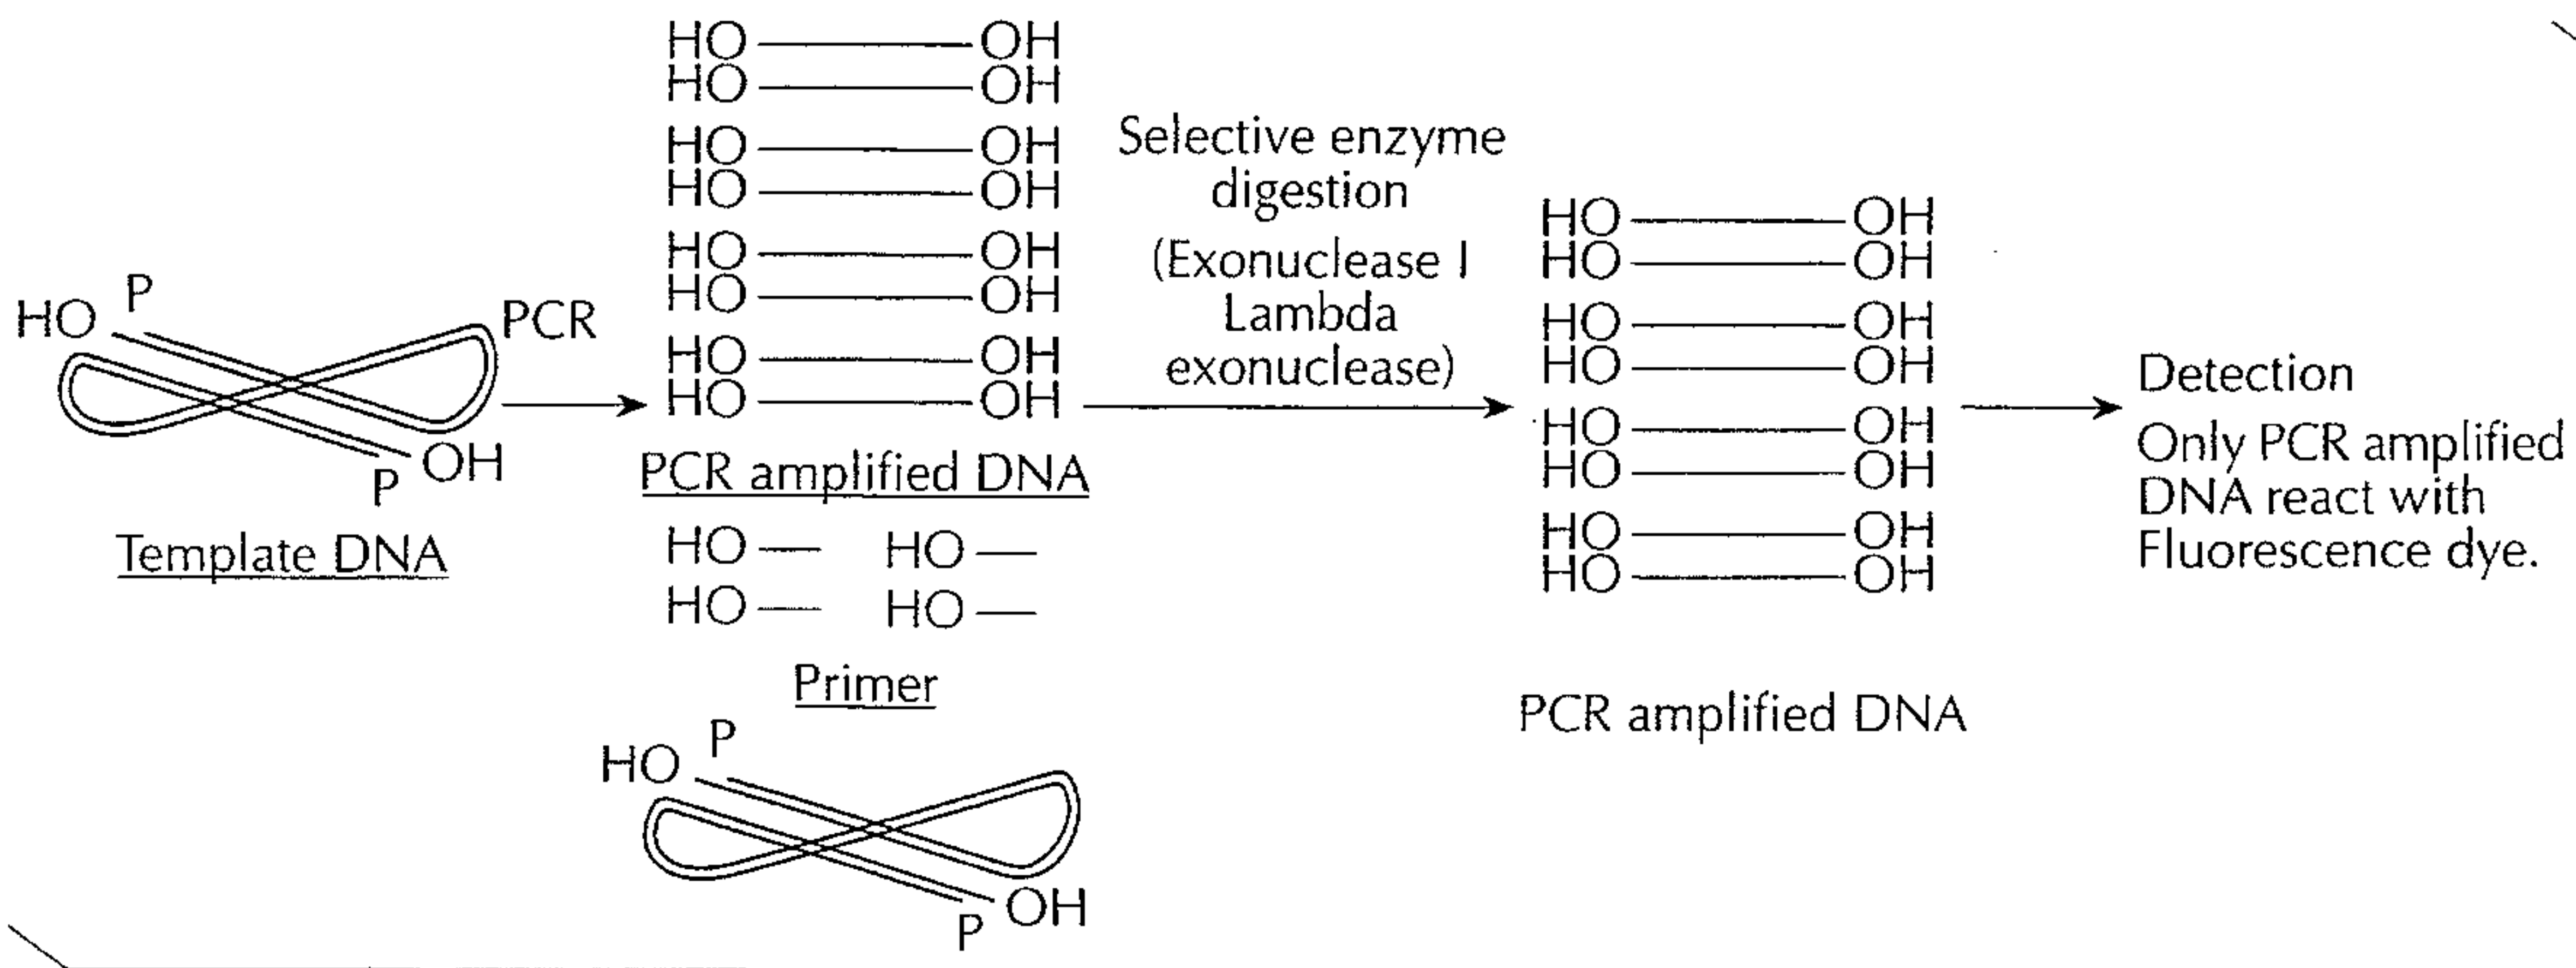 HO P
PCR
P OH
Template DNA
HO OH
HO OH
HO OH
HO OH
HO OH
HO OH
HO OH
HO OH
PCR amplified DNA
HO HO
HO HO
Primer
HO P
P OH
Selective enzyme
digestion
(Exonuclease I
Lambda
exonuclease)
HO OH
HO OH
HO OH
HO OH
HO OH
HO OH
HO OH
HO OH
PCR amplified DNA
Detection
Only PCR amplified
DNA react with
Fluorescence dye.